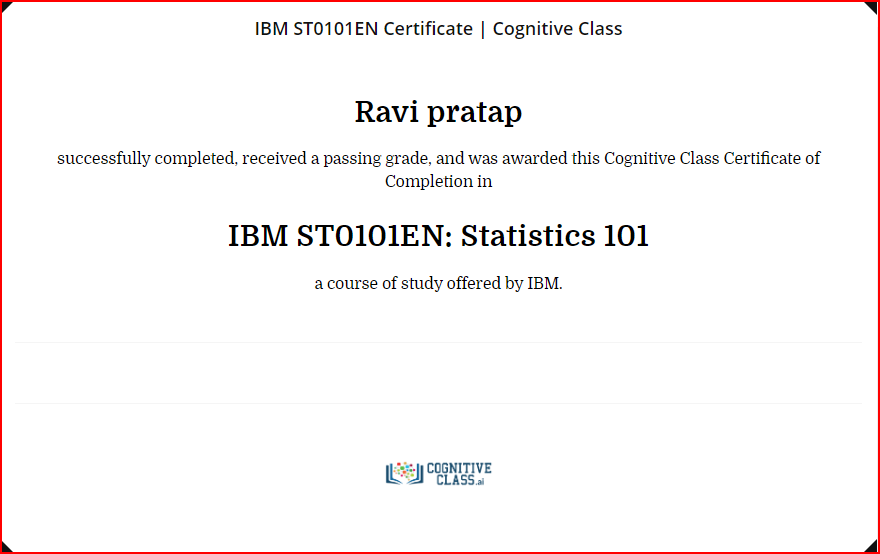 IBM ST0101EN Certificate | Cognitive Class
Ravi pratap
successfully completed, received a passing grade, and was awarded this Cognitive Class Certificate of
Completion in
IBM ST0101EN: Statistics 101
a course of study offered by IBM.
COGNITIVE
CLASS.ai